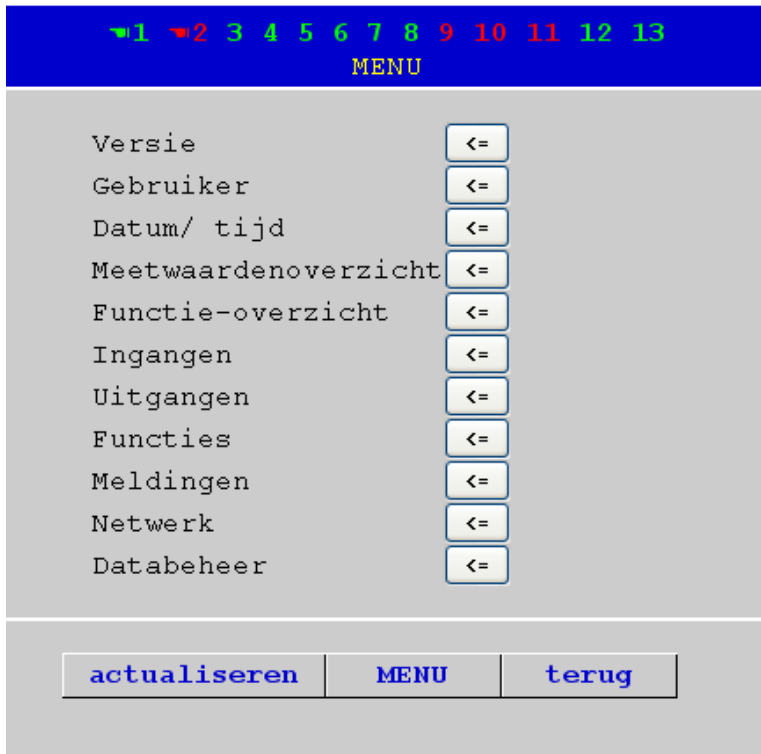 ☚1 ☚2 3 4 5 6 7 8 9 10 11 12 13
MENU
Versie <=
Gebruiker <=
Datum/ tijd <=
Meetwaardenoverzicht <=
Functie-overzicht <=
Ingangen <=
Uitgangen <=
Functies <=
Meldingen <=
Netwerk <=
Databeheer <=
actualiseren MENU terug